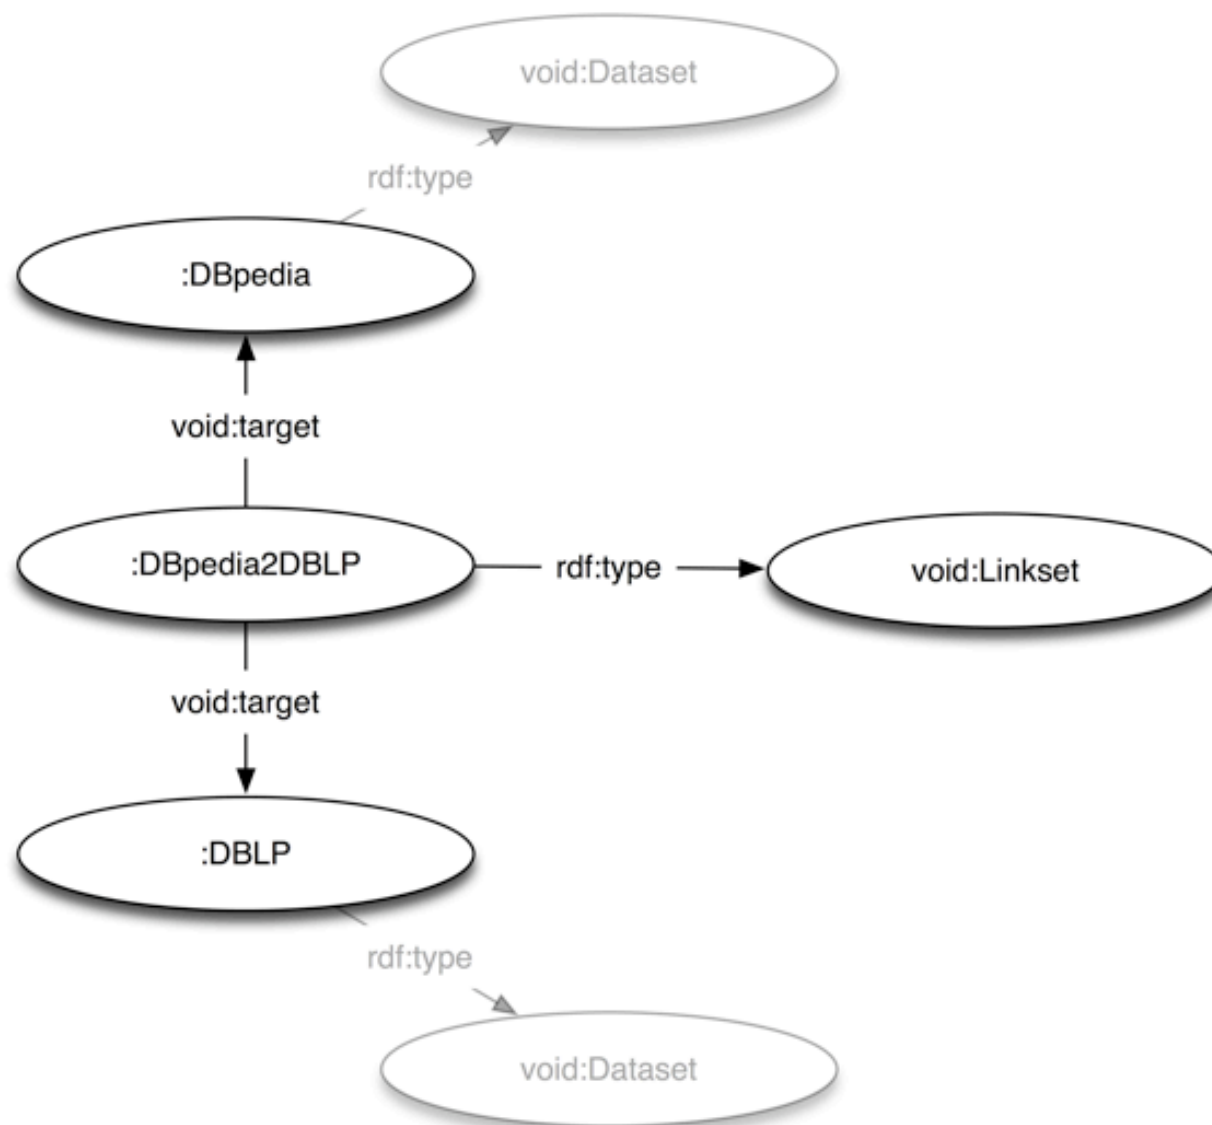 void:Dataset
rdf:type
:DBpedia
void:target
:DBpedia2DBLP
rdf:type
void:Linkset
void:target
:DBLP
rdf:type
void:Dataset